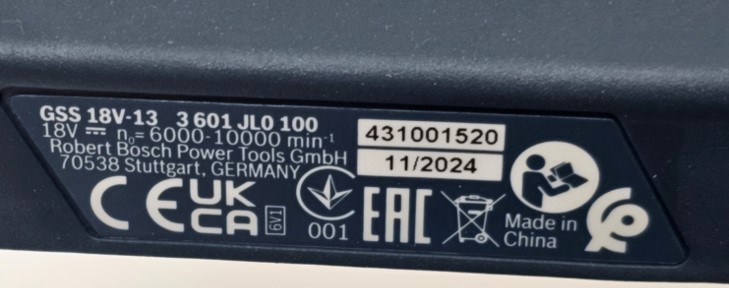 GSS 18V-13 3 601 JL0 100
18V ⎓ n₀= 6000-10000 min⁻¹
Robert Bosch Power Tools GmbH
70538 Stuttgart, GERMANY
431001520
11/2024
CE
UK
CA
6V1
001
EAC
Made in
China